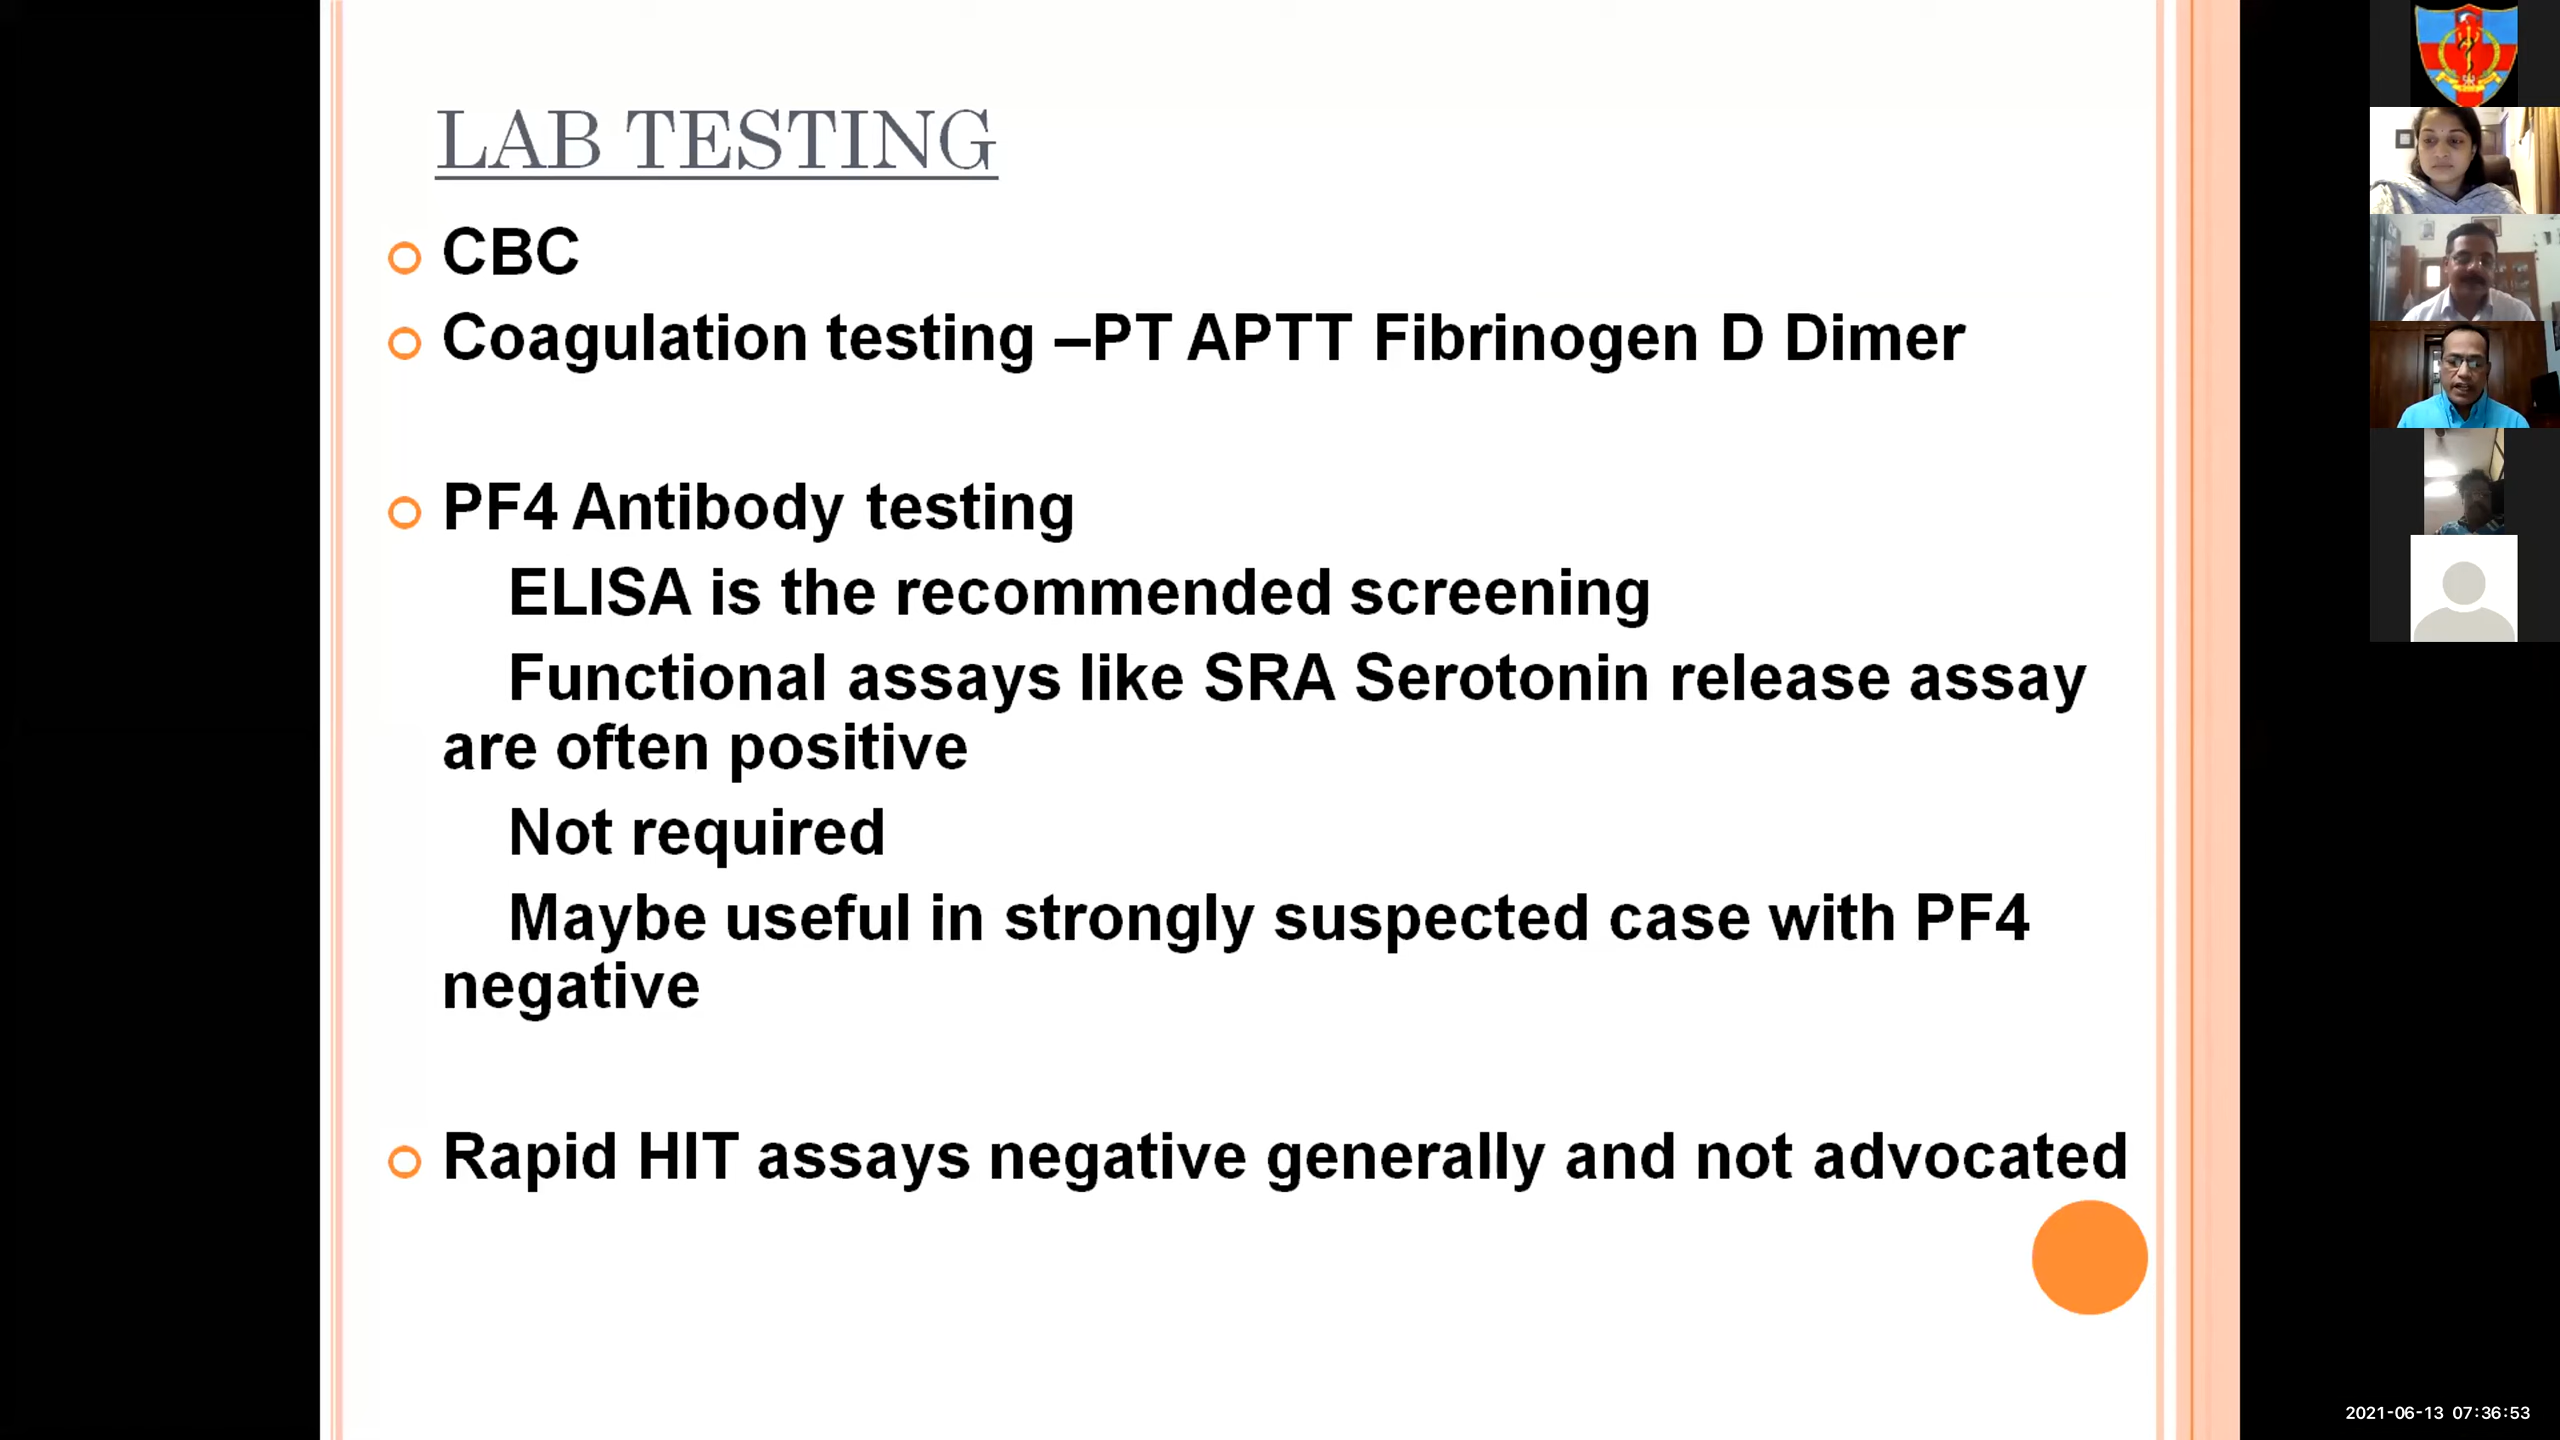 LAB TESTING
CBC
Coagulation testing –PT APTT Fibrinogen D Dimer
PF4 Antibody testing
ELISA is the recommended screening
Functional assays like SRA Serotonin release assay
are often positive
Not required
Maybe useful in strongly suspected case with PF4
negative
Rapid HIT assays negative generally and not advocated
2021-06-13 07:36:53